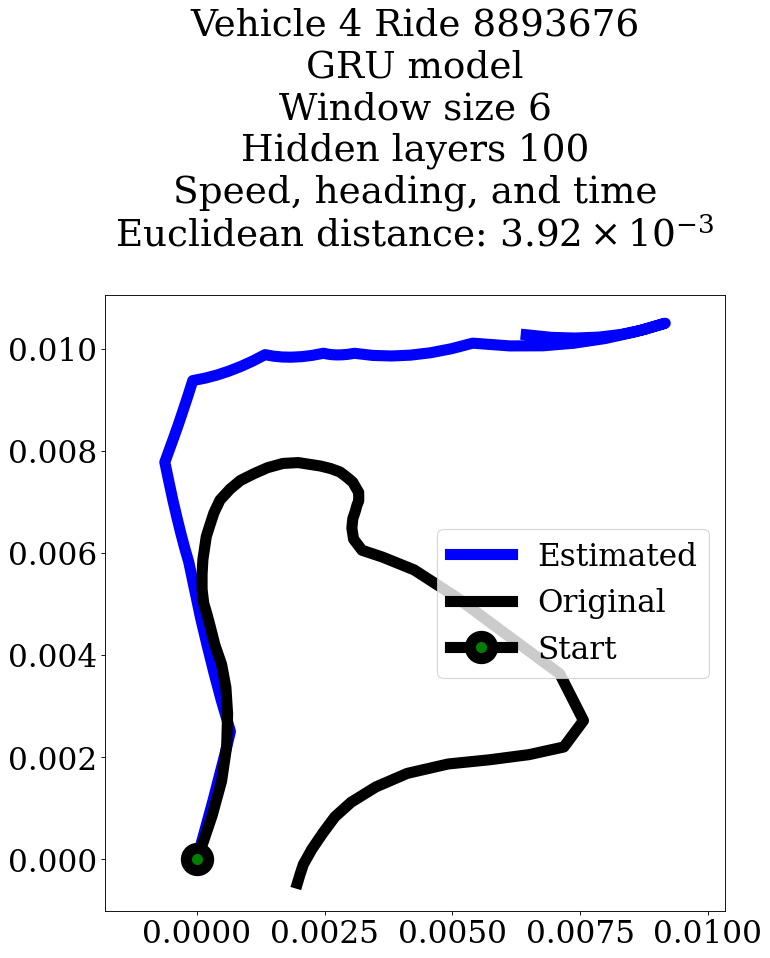 Vehicle 4 Ride 8893676
GRU model
Window size 6
Hidden layers 100
Speed, heading, and time
Euclidean distance: 3.92 × 10⁻³
0.010
0.008
0.006
0.004
0.002
0.000
Estimated
Original
Start
0.0000 0.0025 0.0050 0.0075 0.0100